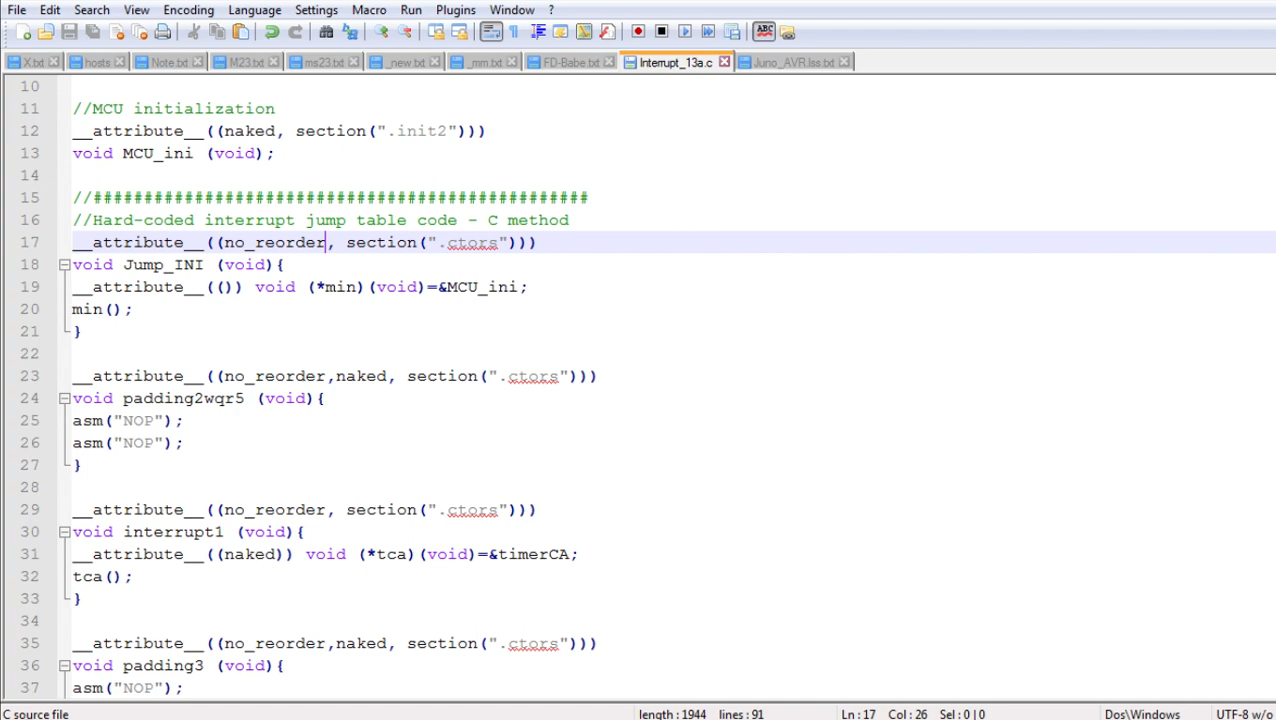 File Edit Search View Encoding Language Settings Macro Run Plugins Window ?
X.txt hosts Note.txt M23.txt ms23.txt _new.txt _mm.txt FD-Babe.txt Interrupt_13a.c Juno_AVR.lss.txt
10
11 //MCU initialization
12 __attribute__((naked, section(".init2")))
13 void MCU_ini (void);
14
15 //#################################################
16 //Hard-coded interrupt jump table code - C method
17 __attribute__((no_reorder, section(".ctors")))
18 void Jump_INI (void){
19 __attribute__(()) void (*min)(void)=&MCU_ini;
20 min();
21 }
22
23 __attribute__((no_reorder,naked, section(".ctors")))
24 void padding2wqr5 (void){
25 asm("NOP");
26 asm("NOP");
27 }
28
29 __attribute__((no_reorder, section(".ctors")))
30 void interrupt1 (void){
31 __attribute__((naked)) void (*tca)(void)=&timerCA;
32 tca();
33 }
34
35 __attribute__((no_reorder,naked, section(".ctors")))
36 void padding3 (void){
37 asm("NOP");
C source file length : 1944 lines : 91 Ln : 17 Col : 26 Sel : 0 | 0 Dos\Windows UTF-8 w/o